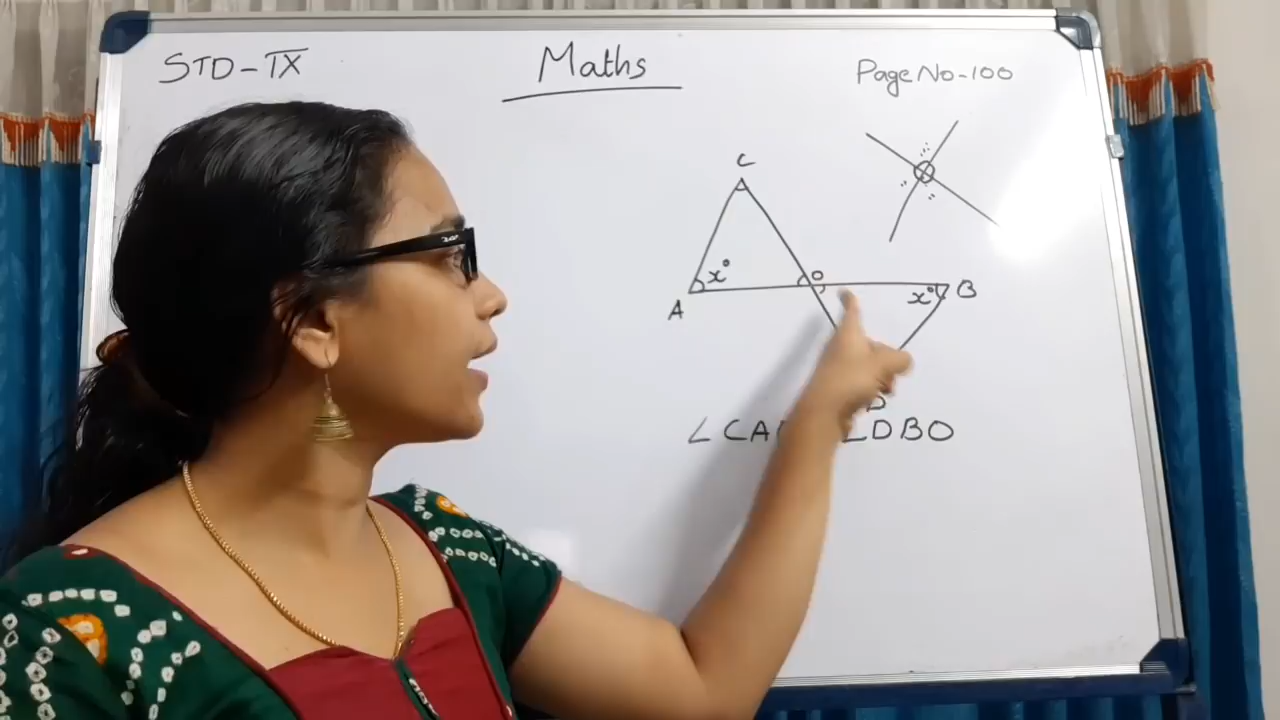 STD-IX
Maths
Page No-100
C
x°
O
A
x°
B
D
∠CA ∠DBO